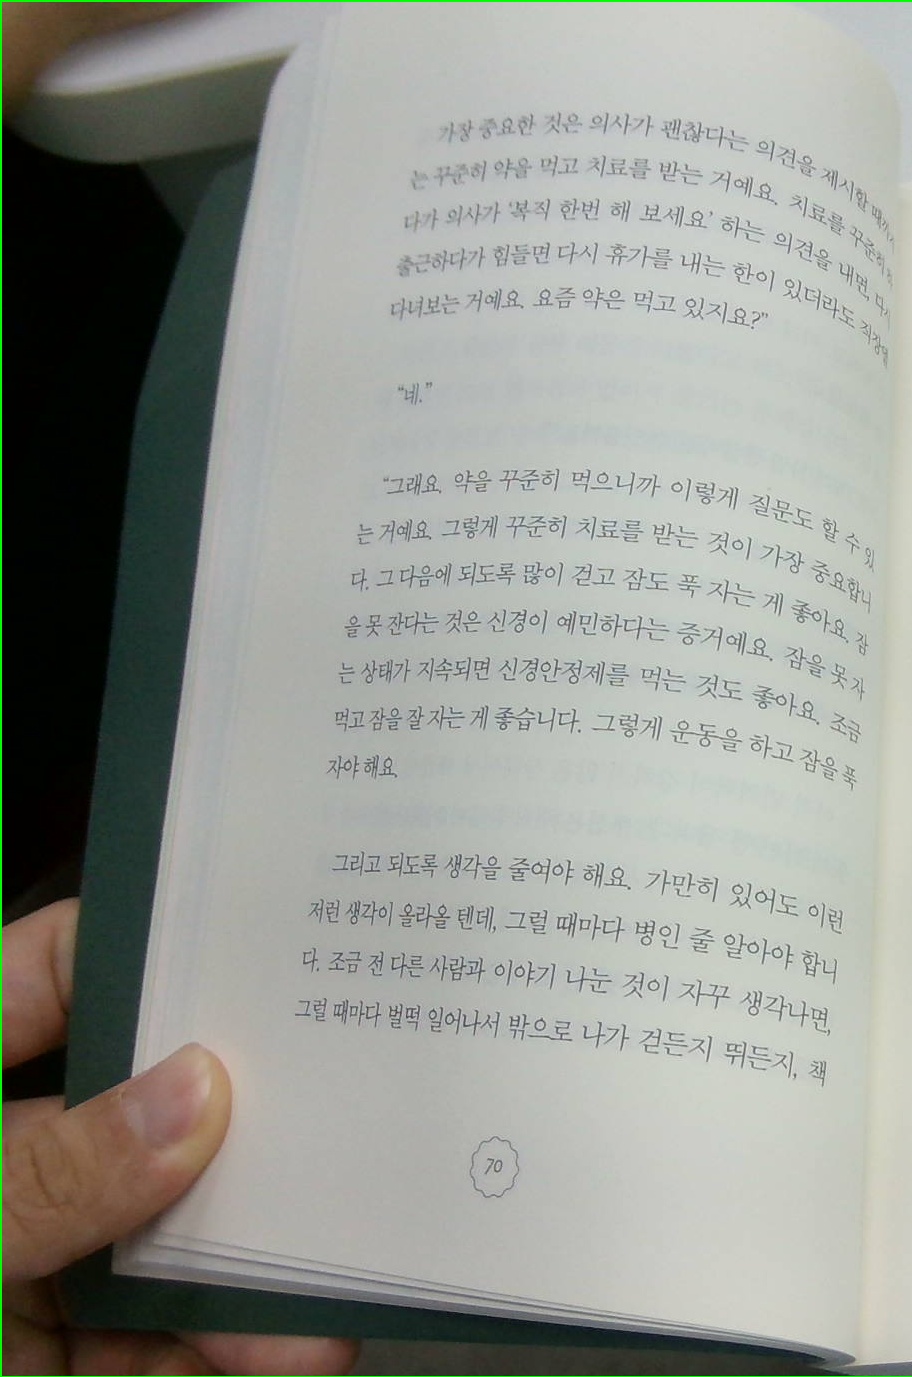 가장 중요한 것은 의사가 괜찮다는 의견을 제시할 때까지
는 꾸준히 약을 먹고 치료를 받는 거예요. 치료를 꾸준히 하
다가 의사가 ‘복직 한번 해 보세요’ 하는 의견을 내면, 다시
출근하다가 힘들면 다시 휴가를 내는 한이 있더라도 직장엘
다녀보는 거예요. 요즘 약은 먹고 있지요?”
“네.”
“그래요. 약을 꾸준히 먹으니까 이렇게 질문도 할 수 있
는 거예요. 그렇게 꾸준히 치료를 받는 것이 가장 중요합니
다. 그 다음에 되도록 많이 걷고 잠도 푹 자는 게 좋아요. 잠
을 못 잔다는 것은 신경이 예민하다는 증거예요. 잠을 못 자
는 상태가 지속되면 신경안정제를 먹는 것도 좋아요. 조금
먹고 잠을 잘 자는 게 좋습니다. 그렇게 운동을 하고 잠을 푹
자야 해요.
그리고 되도록 생각을 줄여야 해요. 가만히 있어도 이런
저런 생각이 올라올 텐데, 그럴 때마다 병인 줄 알아야 합니
다. 조금 전 다른 사람과 이야기 나눈 것이 자꾸 생각나면,
그럴 때마다 벌떡 일어나서 밖으로 나가 걷든지 뛰든지, 책
70